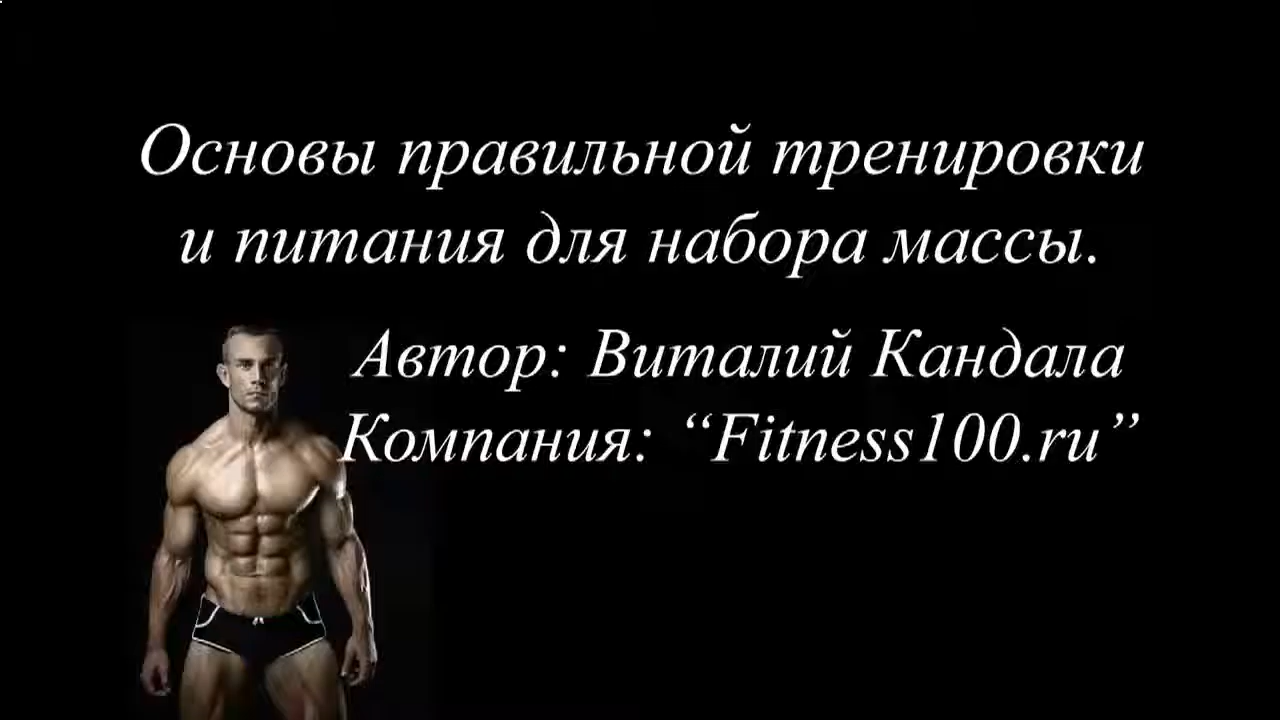 Основы правильной тренировки
и питания для набора массы.
Автор: Виталий Кандала
Компания: “Fitness100.ru”